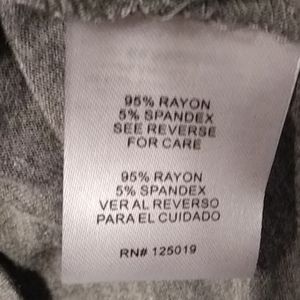 95% RAYON
5% SPANDEX
SEE REVERSE
FOR CARE
95% RAYON
5% SPANDEX
VER AL REVERSO
PARA EL CUIDADO
RN# 125019